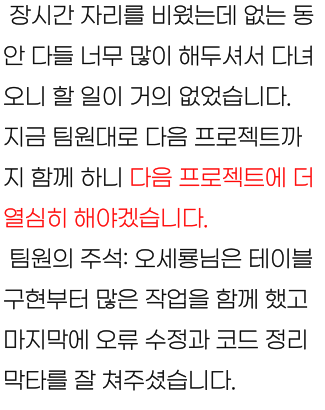 장시간 자리를 비웠는데 없는 동
안 다들 너무 많이 해두셔서 다녀
오니 할 일이 거의 없었습니다.
지금 팀원대로 다음 프로젝트까
지 함께 하니 다음 프로젝트에 더
열심히 해야겠습니다.
팀원의 주석: 오세룡님은 테이블
구현부터 많은 작업을 함께 했고
마지막에 오류 수정과 코드 정리
막타를 잘 쳐주셨습니다.